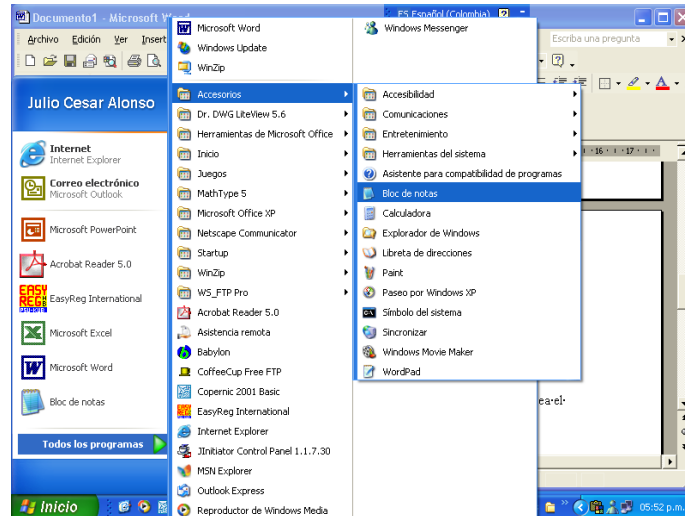 Documento1 - Microsoft Word
ES Español (Colombia)
Archivo Edición Ver Insert
Escriba una pregunta
Julio Cesar Alonso
Internet
Internet Explorer
Correo electrónico
Microsoft Outlook
Microsoft PowerPoint
Acrobat Reader 5.0
EASY
REG
EasyReg International
Microsoft Excel
Microsoft Word
Bloc de notas
Todos los programas
Inicio
Microsoft Word
Windows Update
WinZip
Accesorios
Dr. DWG LiteView 5.6
Herramientas de Microsoft Office
Inicio
Juegos
MathType 5
Microsoft Office XP
Netscape Communicator
Startup
WinZip
WS_FTP Pro
Acrobat Reader 5.0
Asistencia remota
Babylon
CoffeeCup Free FTP
Copernic 2001 Basic
EasyReg International
Internet Explorer
JInitiator Control Panel 1.1.7.30
MSN Explorer
Outlook Express
Reproductor de Windows Media
Windows Messenger
Accesibilidad
Comunicaciones
Entretenimiento
Herramientas del sistema
Asistente para compatibilidad de programas
Bloc de notas
Calculadora
Explorador de Windows
Libreta de direcciones
Paint
Paseo por Windows XP
Símbolo del sistema
Sincronizar
Windows Movie Maker
WordPad
16 17
ea·el·
05:52 p.m.